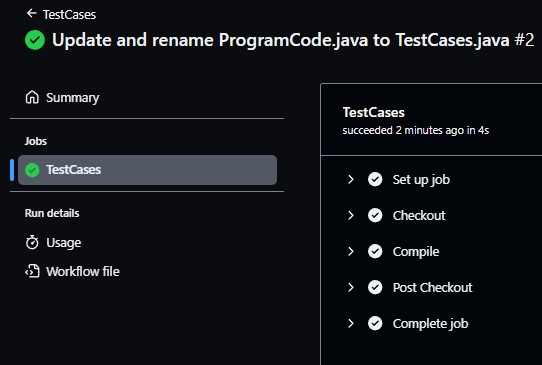 TestCases
Update and rename ProgramCode.java to TestCases.java #2
Summary
Jobs
TestCases
Run details
Usage
Workflow file
TestCases
succeeded 2 minutes ago in 4s
Set up job
Checkout
Compile
Post Checkout
Complete job